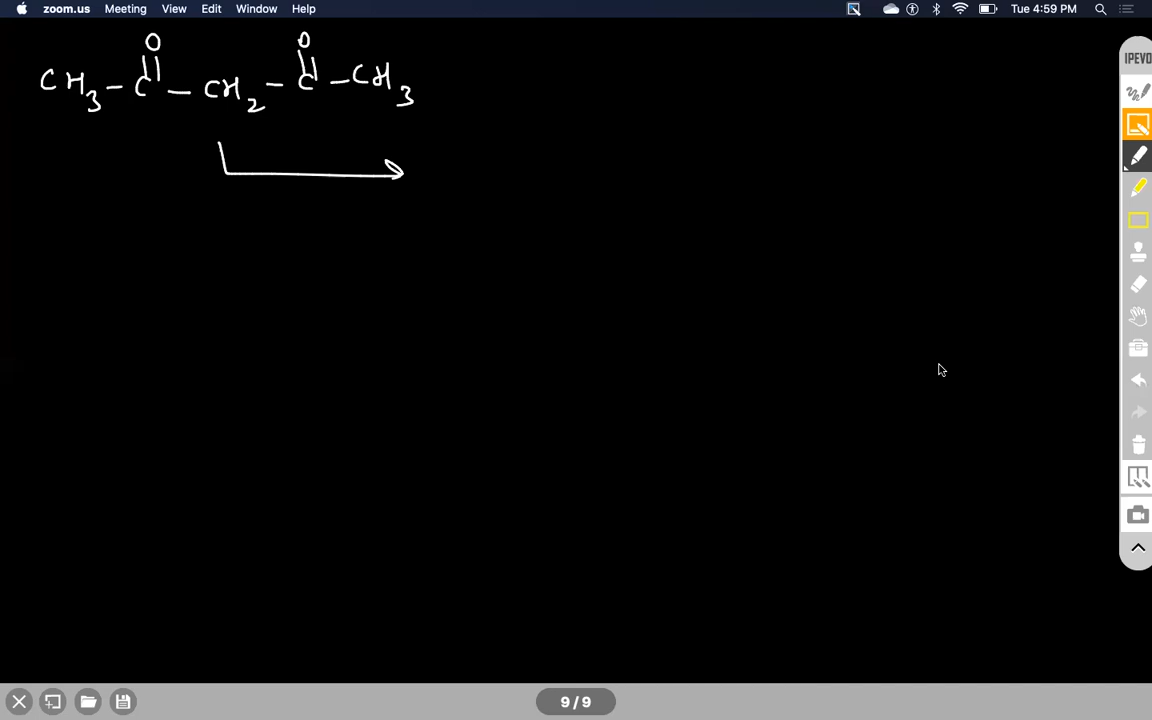 zoom.us Meeting View Edit Window Help Tue 4:59 PM
O O
CH3 - C - CH2 - C - CH3
IPEVO
9 / 9